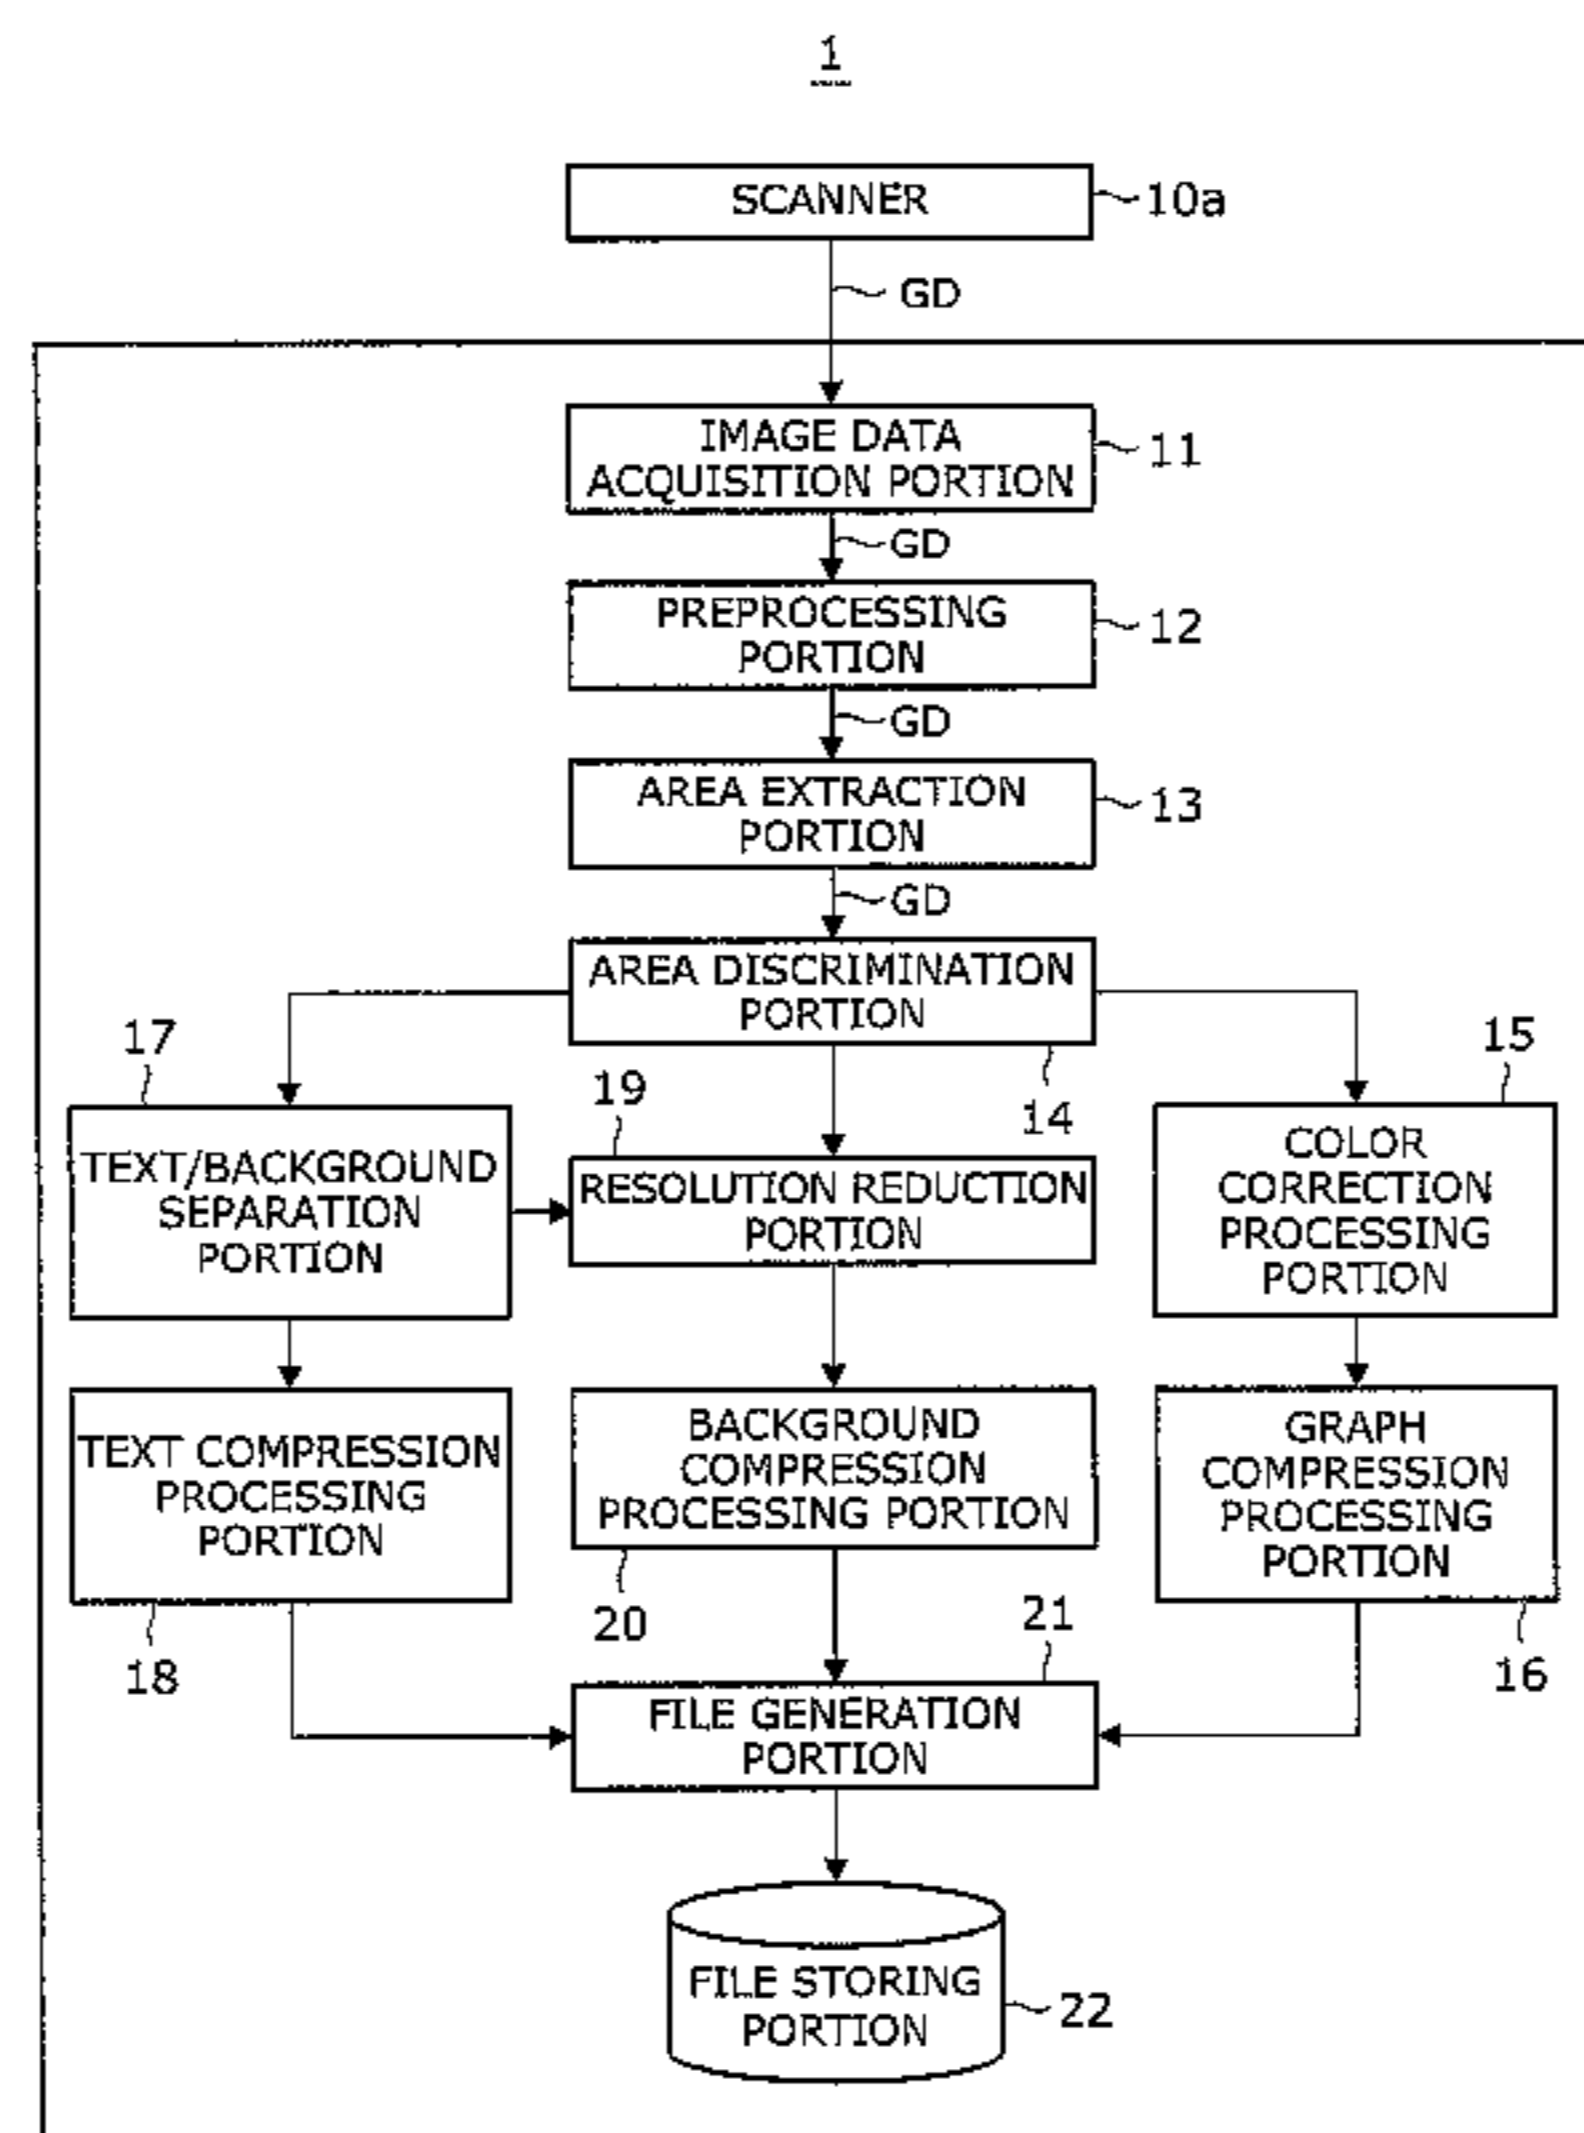 1
SCANNER
10a
GD
IMAGE DATA
ACQUISITION PORTION
11
GD
PREPROCESSING
PORTION
12
GD
AREA EXTRACTION
PORTION
13
GD
AREA DISCRIMINATION
PORTION
14
17
TEXT/BACKGROUND
SEPARATION
PORTION
19
RESOLUTION REDUCTION
PORTION
15
COLOR
CORRECTION
PROCESSING
PORTION
TEXT COMPRESSION
PROCESSING
PORTION
18
BACKGROUND
COMPRESSION
PROCESSING PORTION
20
GRAPH
COMPRESSION
PROCESSING
PORTION
16
21
FILE GENERATION
PORTION
FILE STORING
PORTION
22